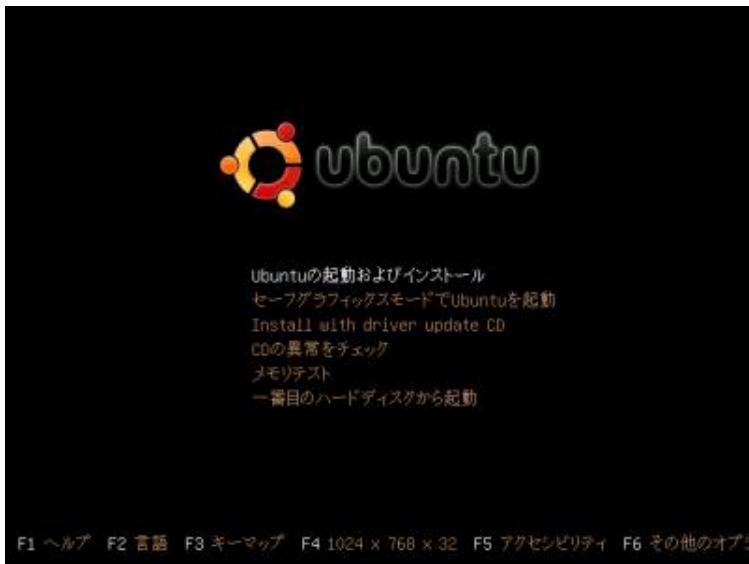 ubuntu
Ubuntuの起動およびインストール
セーフグラフィックスモードでUbuntuを起動
Install with driver update CD
CDの異常をチェック
メモリテスト
一番目のハードディスクから起動
F1 ヘルプ F2 言語 F3 キーマップ F4 1024 x 768 x 32 F5 アクセシビリティ F6 その他のオプ